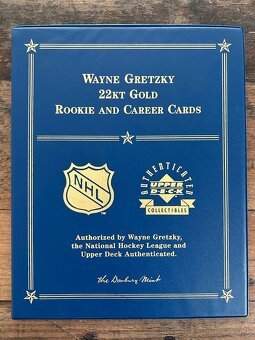 WAYNE GRETZKY
22KT GOLD
ROOKIE AND CAREER CARDS
NHL
TM
AUTHENTICATED
UPPER
DECK
COLLECTIBLES
Authorized by Wayne Gretzky,
the National Hockey League and
Upper Deck Authenticated.
the Danbury Mint